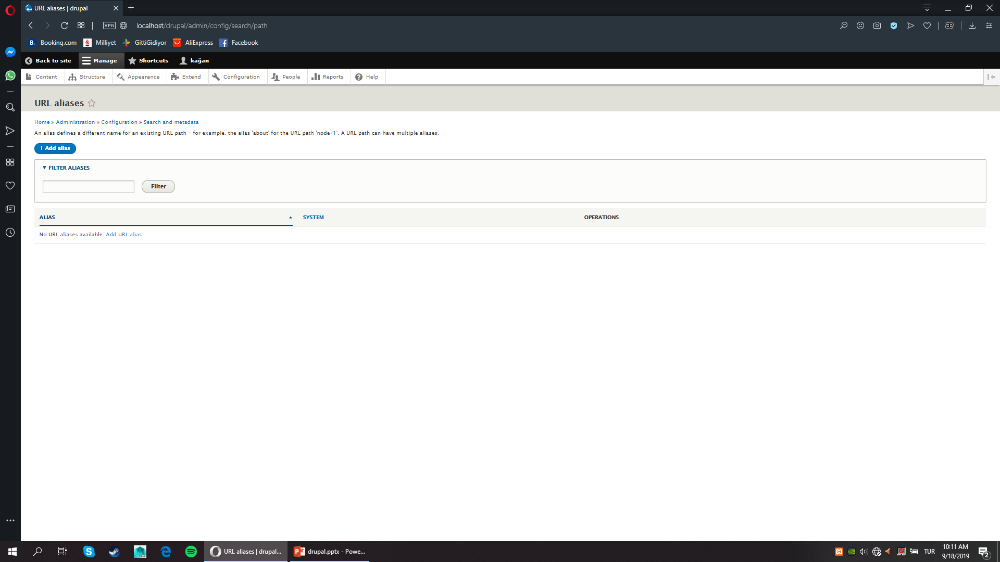 URL aliases | drupal
VPN
localhost/drupal/admin/config/search/path
B. Booking.com Milliyet GittiGidiyor AliExpress Facebook
Back to site Manage Shortcuts kağan
Content Structure Appearance Extend Configuration People Reports Help
URL aliases
Home » Administration » Configuration » Search and metadata
An alias defines a different name for an existing URL path - for example, the alias 'about' for the URL path 'node/1'. A URL path can have multiple aliases.
+ Add alias
FILTER ALIASES
Filter
ALIAS SYSTEM OPERATIONS
No URL aliases available. Add URL alias.
URL aliases | drupal... drupal.pptx - Powe... TUR
10:11 AM
9/18/2019
2